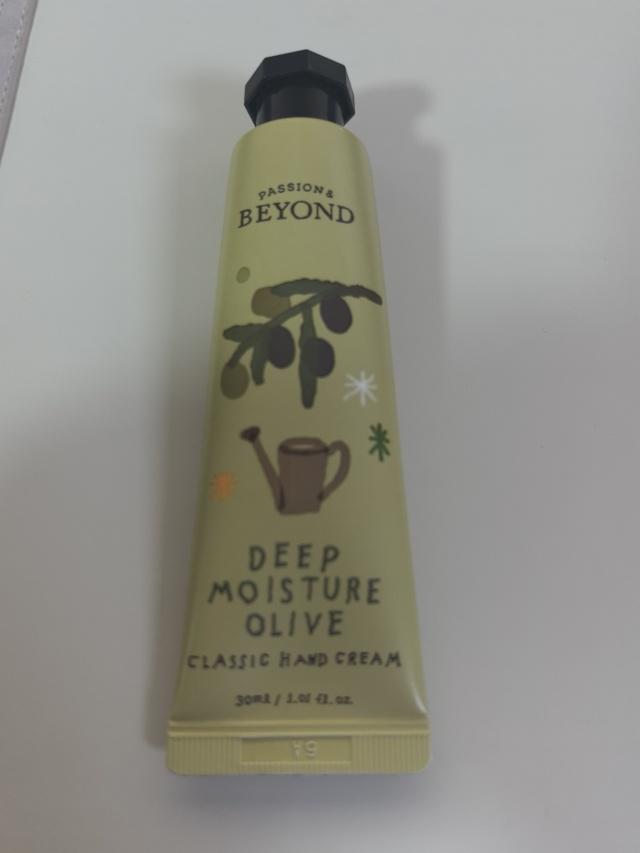 PASSION&
BEYOND
DEEP
MOISTURE
OLIVE
CLASSIC HAND CREAM
30ml / 1.01 fl.oz.